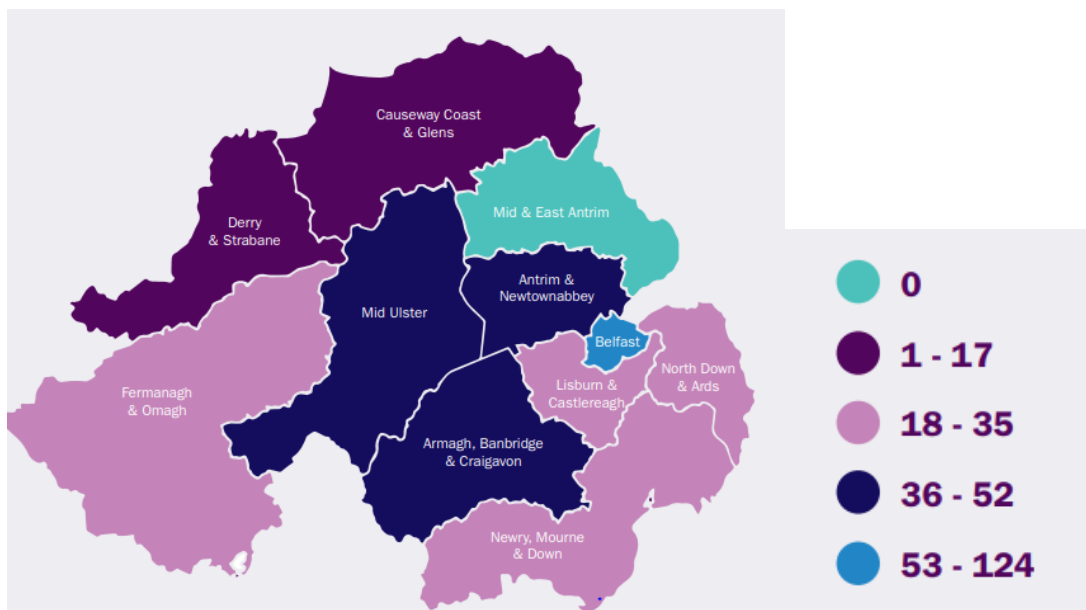 Causeway Coast
& Glens
Derry
& Strabane
Mid & East Antrim
Antrim &
Newtownabbey
Mid Ulster
Belfast
Fermanagh
& Omagh
Lisburn &
Castlereagh
North Down
& Ards
Armagh, Banbridge
& Craigavon
Newry, Mourne
& Down
0
1 - 17
18 - 35
36 - 52
53 - 124